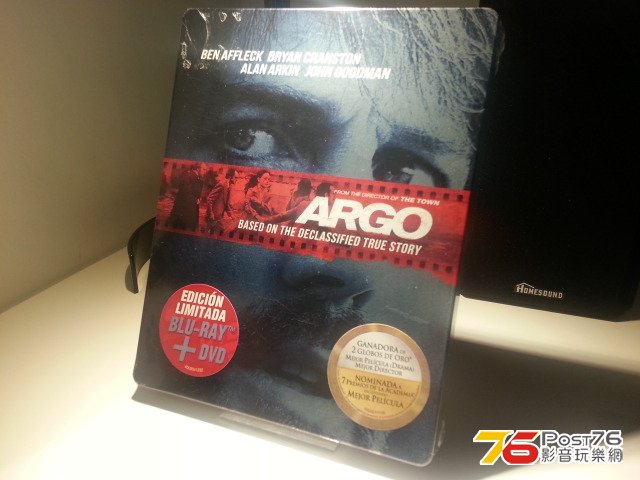 BEN AFFLECK BRYAN CRANSTON
ALAN ARKIN JOHN GOODMAN
FROM THE DIRECTOR OF THE TOWN
ARGO
BASED ON THE DECLASSIFIED TRUE STORY
EDICIÓN
LIMITADA
BLU-RAY™
+ DVD
GANADORA DE
2 GLOBOS DE ORO®
MEJOR PELÍCULA (DRAMA)
MEJOR DIRECTOR
NOMINADA A
7 PREMIOS DE LA ACADEMIA®
MEJOR PELÍCULA
HOMESOUND
76 POST76
影音玩樂網